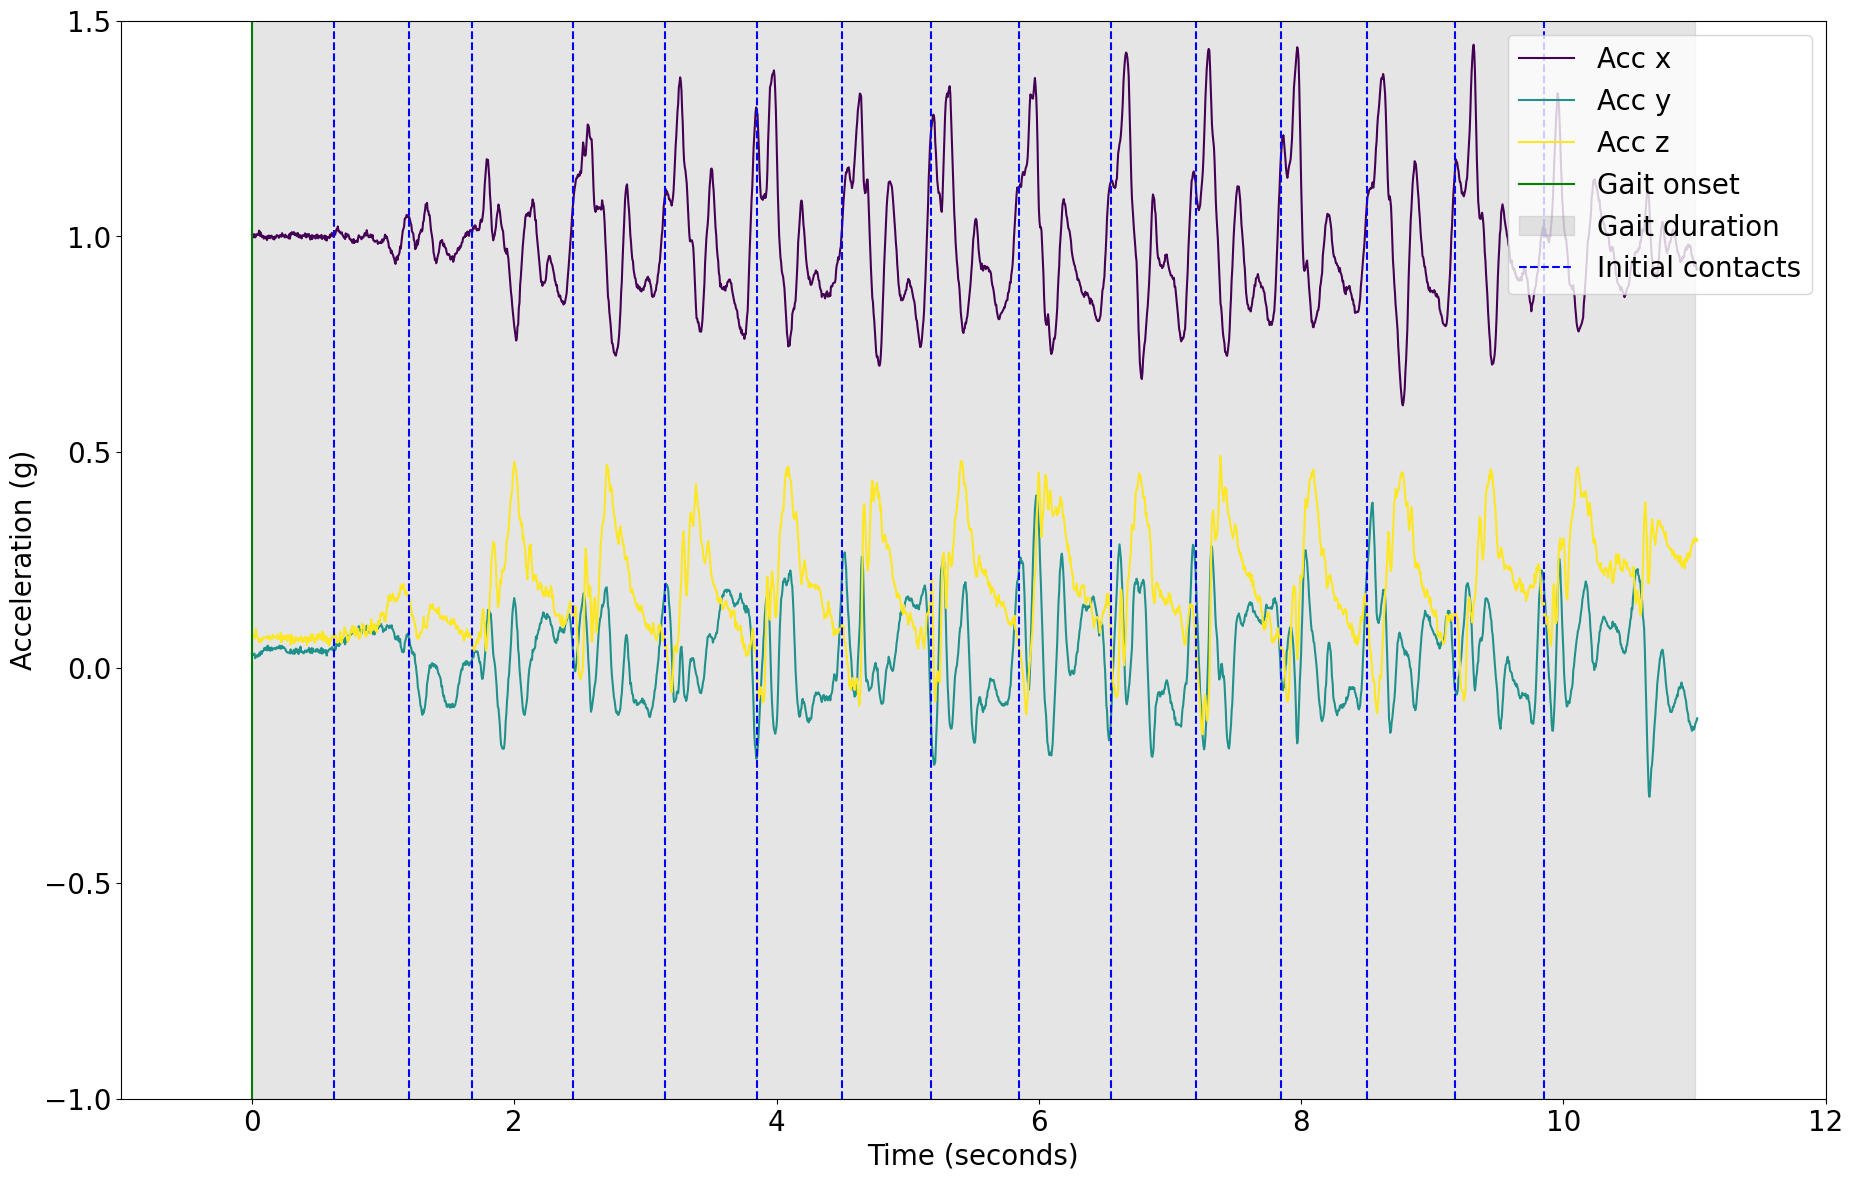 1.5
1.0
0.5
0.0
−0.5
−1.0
Acceleration (g)
Acc x
Acc y
Acc z
Gait onset
Gait duration
Initial contacts
0 2 4 6 8 10 12
Time (seconds)